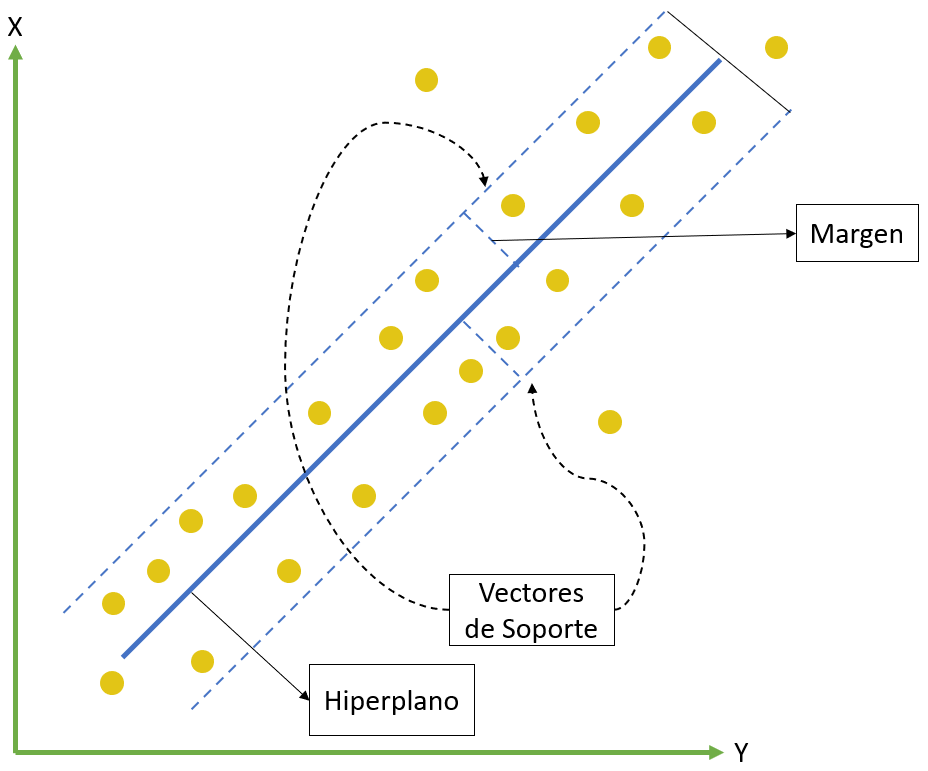 X
Margen
Vectores
de Soporte
Hiperplano
Y